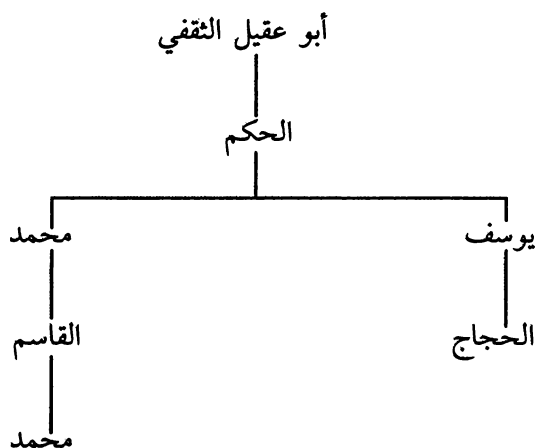 أبو عقيل الثقفي
الحكم
يوسف
محمد
الحجاج
القاسم
محمد